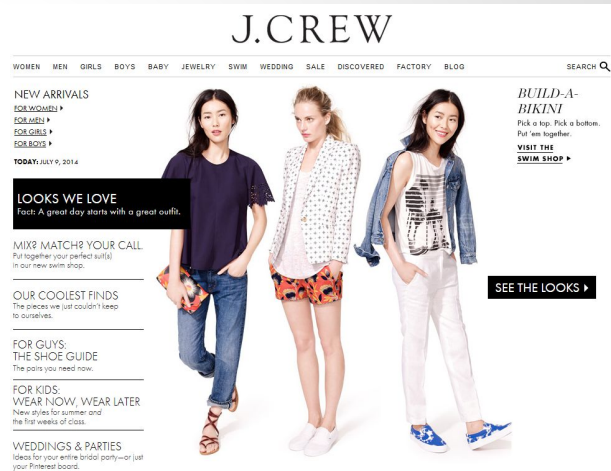 J.CREW
WOMEN MEN GIRLS BOYS BABY JEWELRY SWIM WEDDING SALE DISCOVERED FACTORY BLOG SEARCH
NEW ARRIVALS
FOR WOMEN
FOR MEN
FOR GIRLS
FOR BOYS
TODAY: JULY 9, 2014
LOOKS WE LOVE
Fact: A great day starts with a great outfit.
MIX? MATCH? YOUR CALL.
Put together your perfect suit(s)
in our new swim shop.
OUR COOLEST FINDS
The pieces we just couldn't keep
to ourselves.
FOR GUYS:
THE SHOE GUIDE
The pairs you need now.
FOR KIDS:
WEAR NOW, WEAR LATER
New styles for summer and
the first weeks of class.
WEDDINGS & PARTIES
Ideas for your entire bridal party—or just
your Pinterest board.
BUILD-A-
BIKINI
Pick a top. Pick a bottom.
Put 'em together.
VISIT THE
SWIM SHOP
SEE THE LOOKS